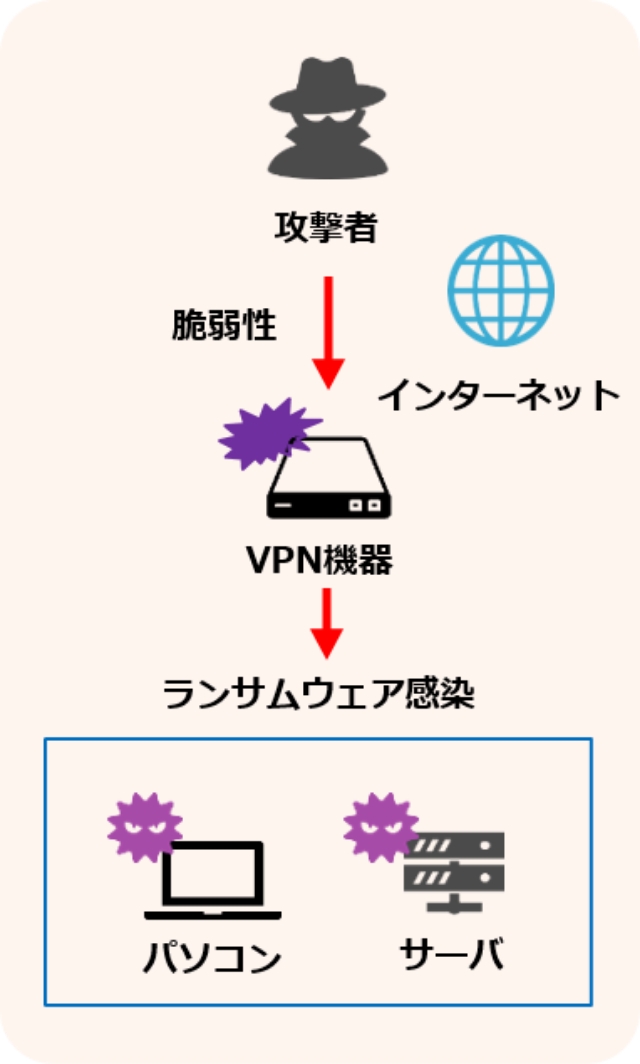 攻撃者
脆弱性
インターネット
VPN機器
ランサムウェア感染
パソコン
サーバ